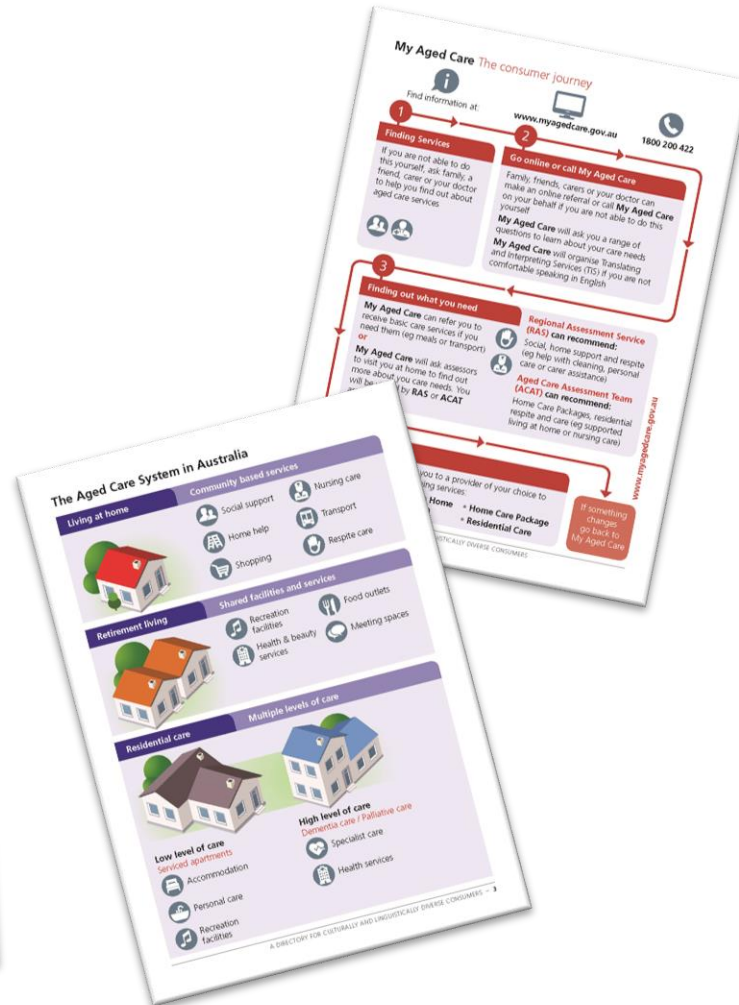 My Aged Care The consumer journey
Find information at:
www.myagedcare.gov.au
1800 200 422
1
Finding Services
If you are not able to do
this yourself, ask family, a
friend, carer or your doctor
to help you find out about
aged care services
2
Go online or call My Aged Care
Family, friends, carers or your doctor can
make an online referral or call My Aged Care
on your behalf if you are not able to do this
yourself
My Aged Care will ask you a range of
questions to learn about your care needs
My Aged Care will organise Translating
and Interpreting Services (TIS) if you are not
comfortable speaking in English
3
Finding out what you need
My Aged Care can refer you to
receive basic care services if you
need them (eg meals or transport)
or
My Aged Care will ask assessors
to visit you at home to find out
more about you care needs. You
will be by RAS or ACAT
Regional Assessment Service
(RAS) can recommend:
Social, home support and respite
(eg help with cleaning, personal
care or carer assistance)
Aged Care Assessment Team
(ACAT) can recommend:
Home Care Packages, residential
respite and care (eg supported
living at home or nursing care)
www.myagedcare.gov.au
you to a provider of your choice to
services:
Home
• Home Care Package
• Residential Care
If something
changes
go back to
My Aged Care
DIVERSE CONSUMERS
The Aged Care System in Australia
Living at home
Community based services
Social support
Nursing care
Home help
Transport
Shopping
Respite care
Retirement living
Shared facilities and services
Recreation
facilities
Food outlets
Health & beauty
services
Meeting spaces
Residential care
Multiple levels of care
Low level of care
Serviced apartments
Accommodation
Personal care
Recreation
facilities
High level of care
Dementia care / Palliative care
Specialist care
Health services
A DIRECTORY FOR CULTURALLY AND LINGUISTICALLY DIVERSE CONSUMERS – 3